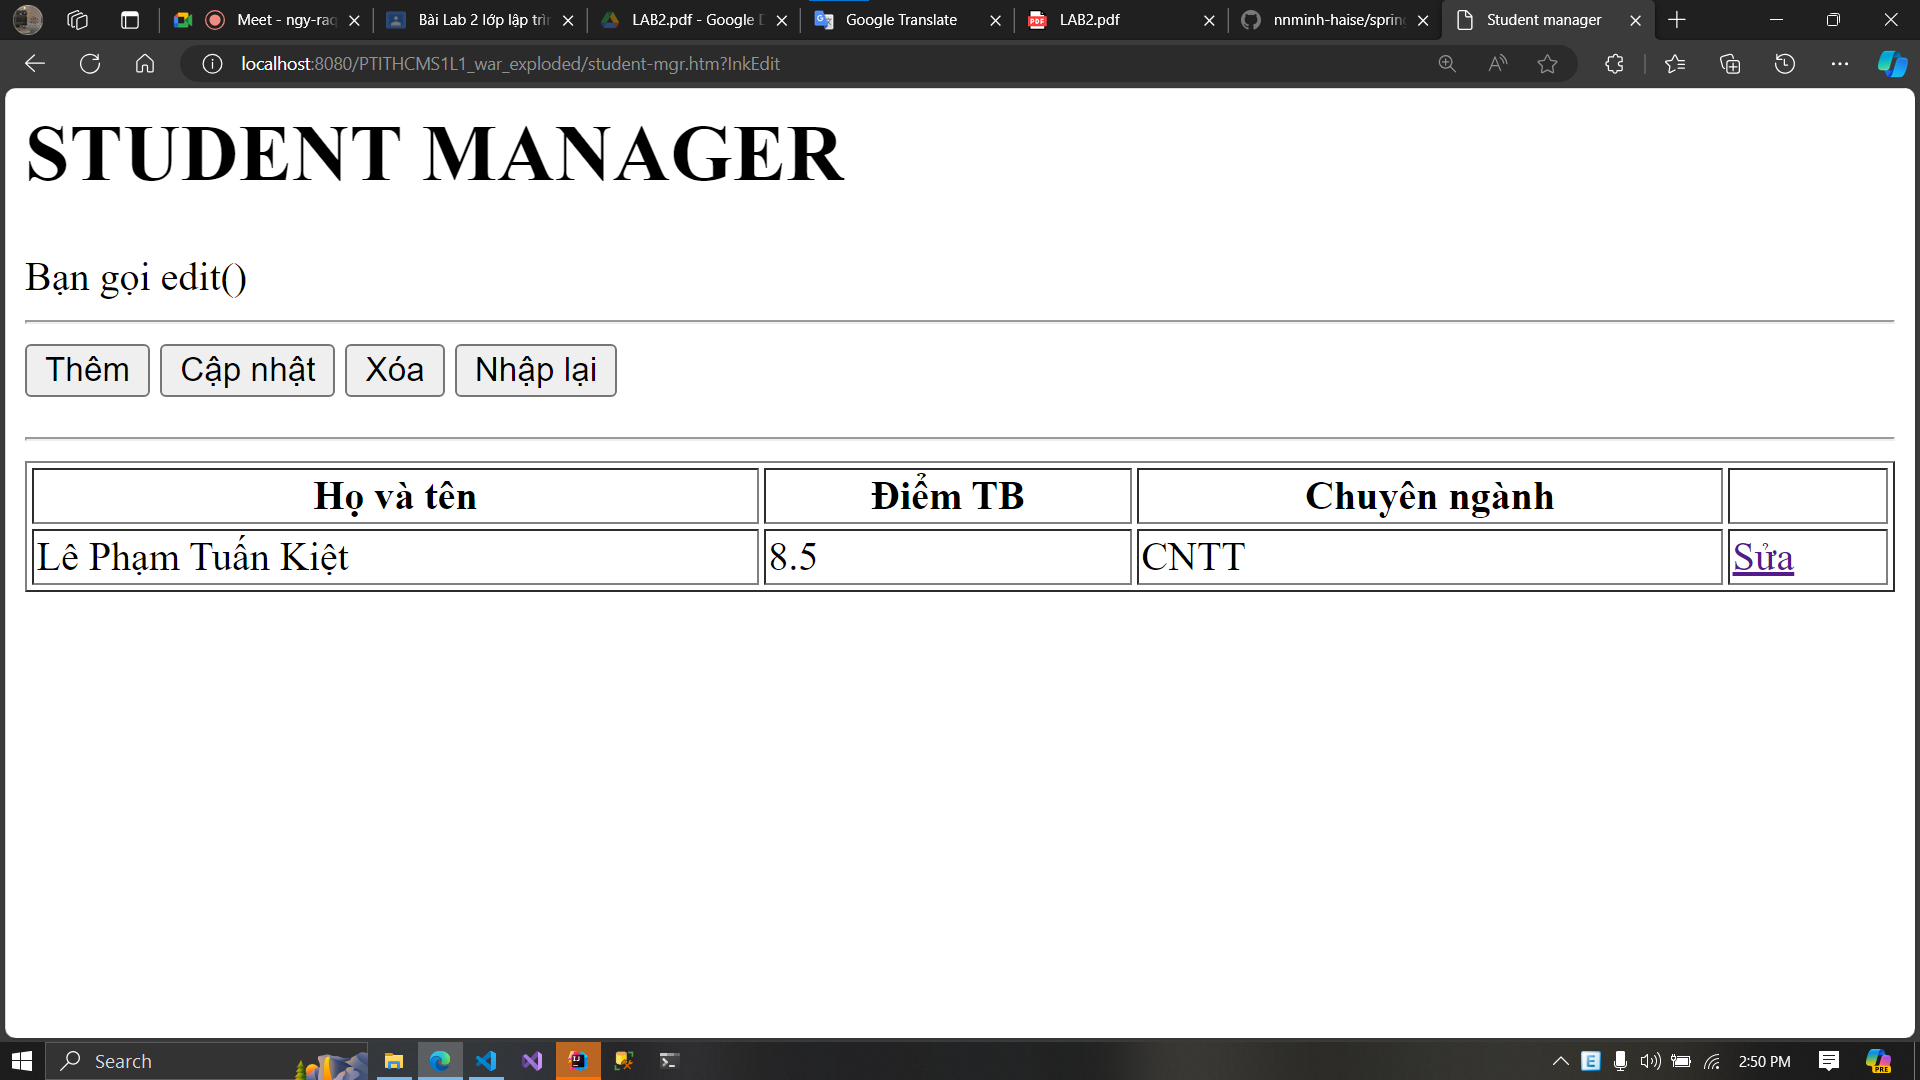 Meet - ngy-raq
Bài Lab 2 lớp lập trìn
LAB2.pdf - Google D
Google Translate
LAB2.pdf
nnminh-haise/spring
Student manager
localhost:8080/PTITHCMS1L1_war_exploded/student-mgr.htm?lnkEdit
STUDENT MANAGER
Bạn gọi edit()
Thêm Cập nhật Xóa Nhập lại
Họ và tên Điểm TB Chuyên ngành
Lê Phạm Tuấn Kiệt 8.5 CNTT Sửa
Search
2:50 PM